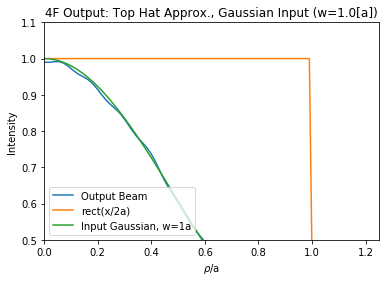 4F Output: Top Hat Approx., Gaussian Input (w=1.0[a])
Intensity
1.1
1.0
0.9
0.8
0.7
0.6
0.5
Output Beam
rect(x/2a)
Input Gaussian, w=1a
0.0 0.2 0.4 0.6 0.8 1.0 1.2
ρ/a